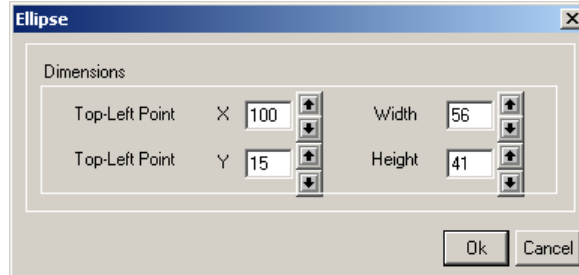 Ellipse
Dimensions
Top-Left Point X 100 Width 56
Top-Left Point Y 15 Height 41
Ok Cancel